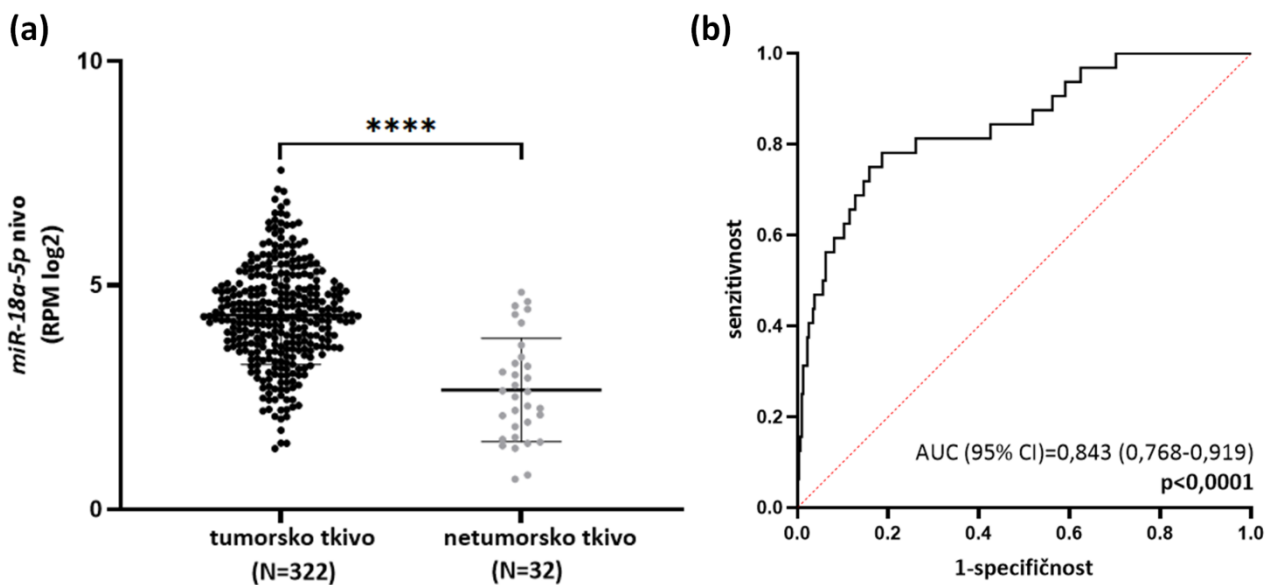 (a)
10
5
0
miR-18a-5p nivo
(RPM log2)
****
tumorsko tkivo
(N=322)
netumorsko tkivo
(N=32)
(b)
1.0
0.8
0.6
0.4
0.2
0.0
senzitivnost
AUC (95% CI)=0,843 (0,768-0,919)
p<0,0001
0.0 0.2 0.4 0.6 0.8 1.0
1-specifičnost